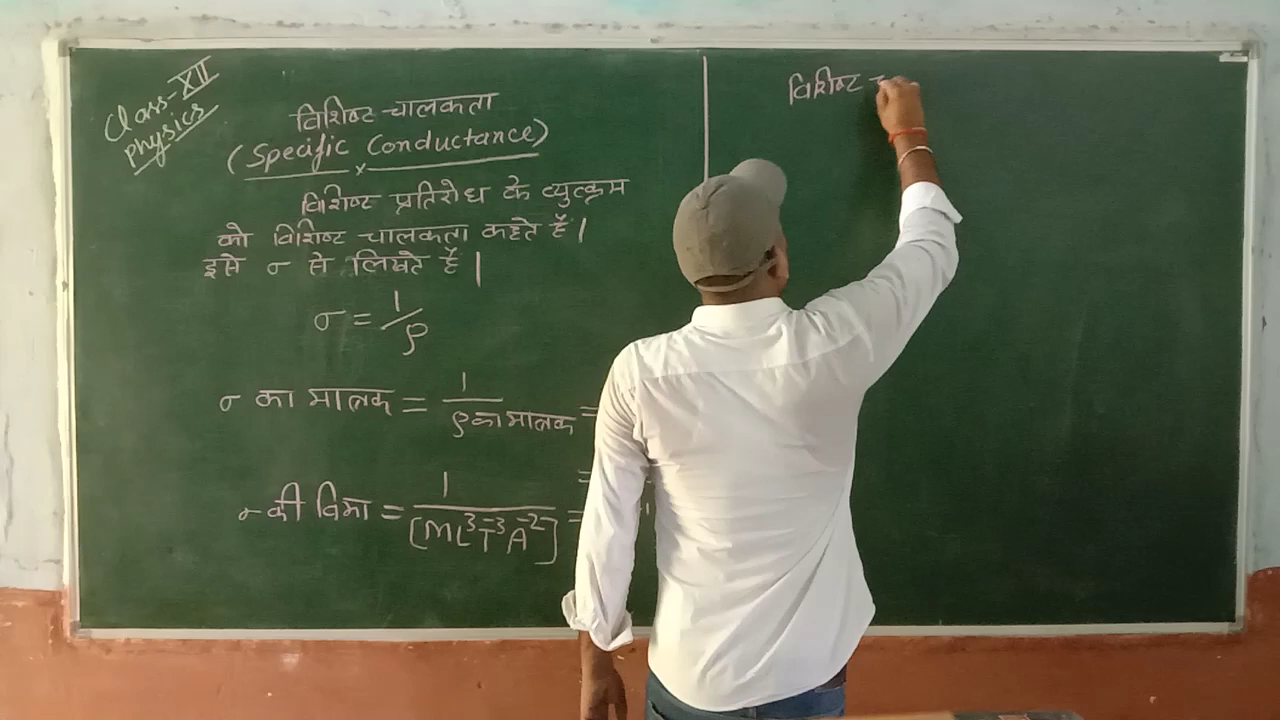 Class-XII
Physics
विशिष्ट चालकता
(Specific Conductance)
विशिष्ट प्रतिरोध के व्युत्क्रम
को विशिष्ट चालकता कहते हैं।
इसे σ से लिखते हैं।
σ = 1/ρ
σ का मात्रक = 1/ρ का मात्रक =
=
σ की विमा = 1/[ML³T⁻³A⁻²] =
विशिष्ट